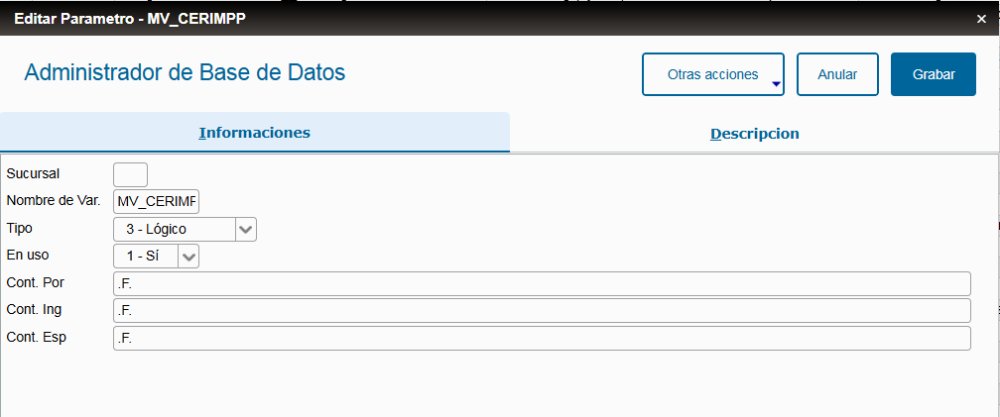 Editar Parametro - MV_CERIMPP
Administrador de Base de Datos
Otras acciones
Anular
Grabar
Informaciones
Descripcion
Sucursal
Nombre de Var. MV_CERIMP
Tipo 3 - Lógico
En uso 1 - Sí
Cont. Por .F.
Cont. Ing .F.
Cont. Esp .F.